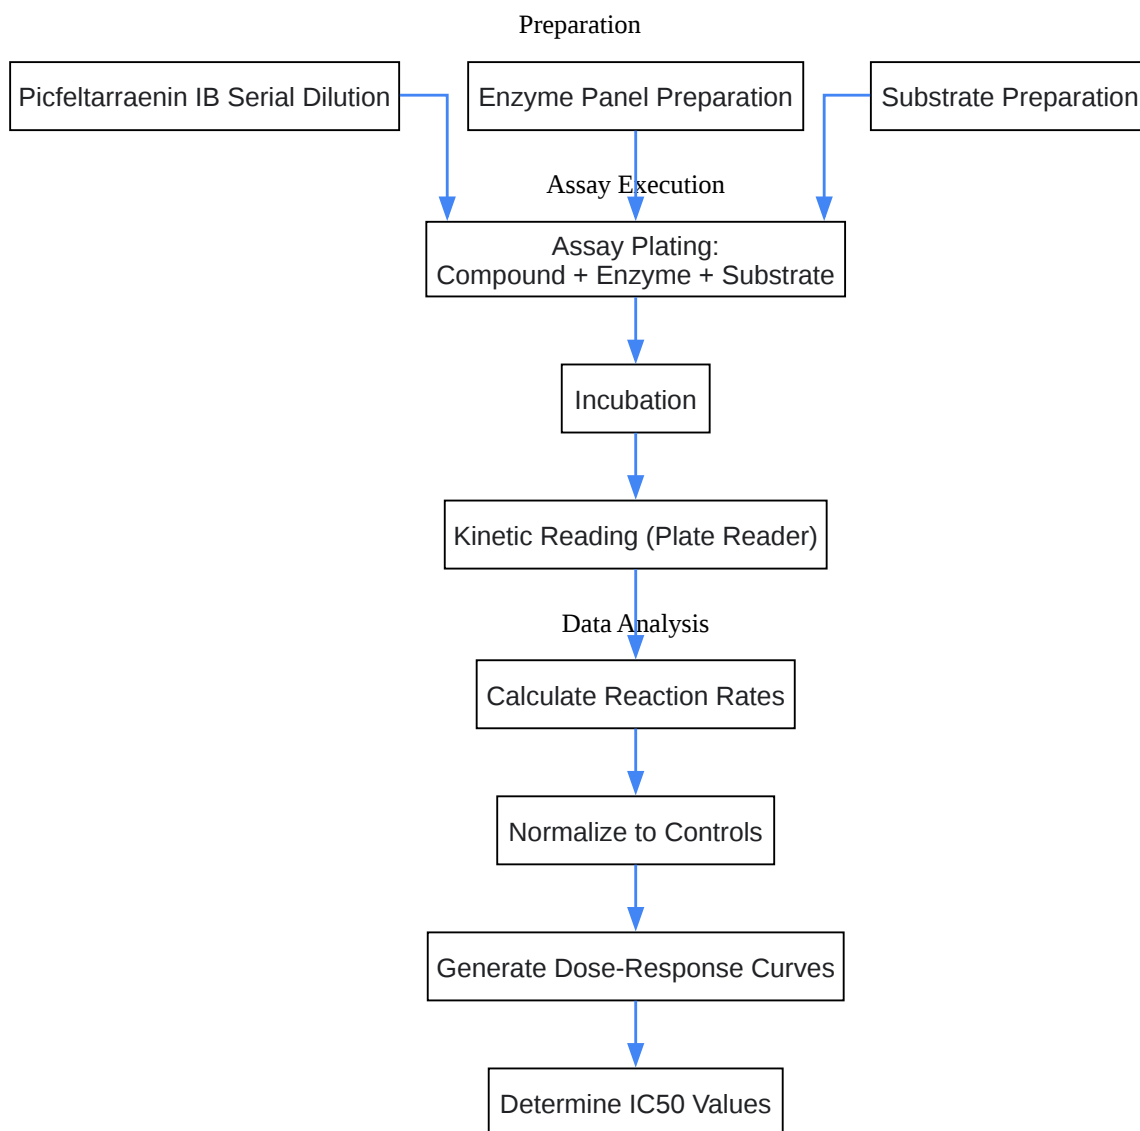 Preparation
Picfeltarraenin IB Serial Dilution
Enzyme Panel Preparation
Substrate Preparation
Assay Execution
Assay Plating:
Compound + Enzyme + Substrate
Incubation
Kinetic Reading (Plate Reader)
Data Analysis
Calculate Reaction Rates
Normalize to Controls
Generate Dose-Response Curves
Determine IC50 Values